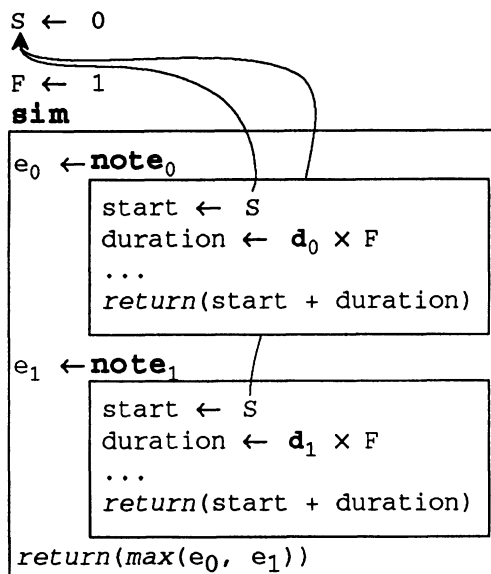 S ← 0
F ← 1
sim
e₀ ← note₀
start ← S
duration ← d₀ × F
...
return(start + duration)
e₁ ← note₁
start ← S
duration ← d₁ × F
...
return(start + duration)
return(max(e₀, e₁))